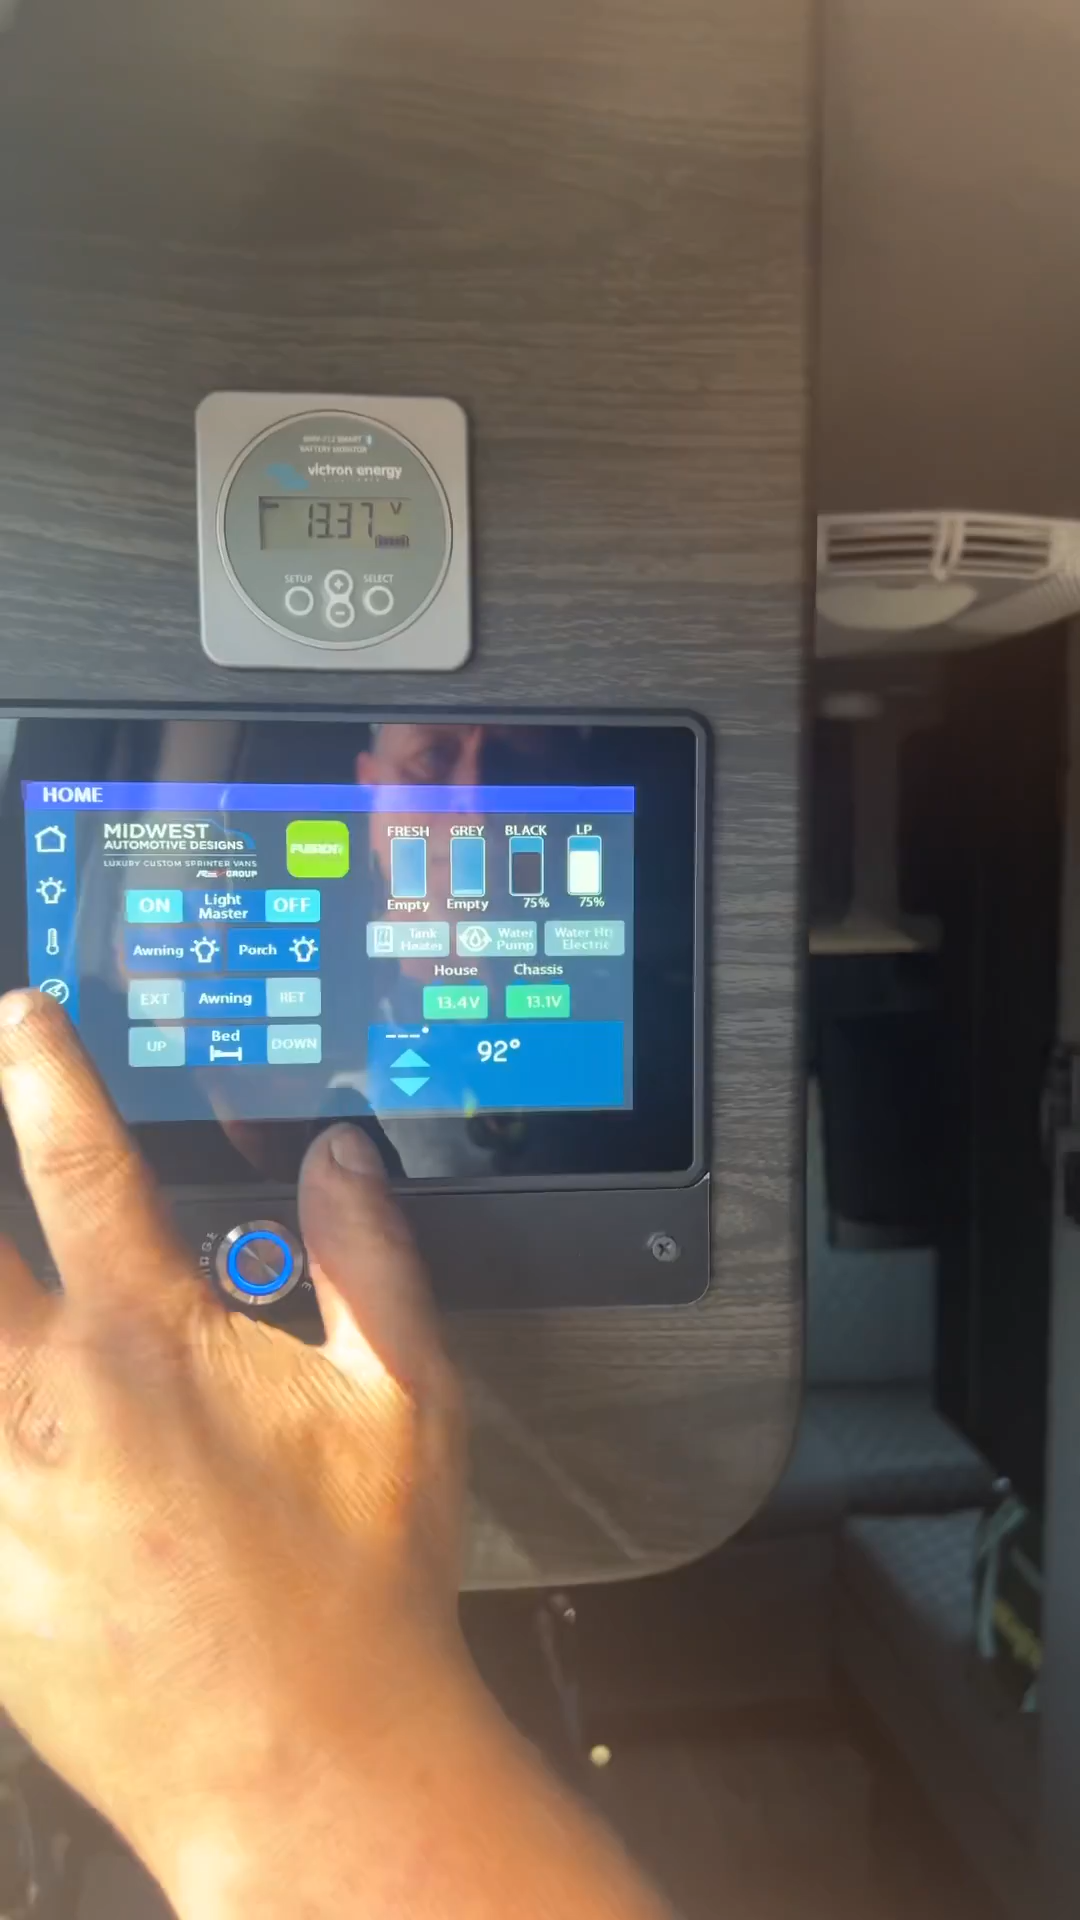 BMV-712 SMART
BATTERY MONITOR
victron energy
13.37 V
SETUP
+
SELECT
-
HOME
MIDWEST
AUTOMOTIVE DESIGNS
LUXURY CUSTOM SPRINTER VANS
GROUP
FUSION
FRESH GREY BLACK LP
Empty Empty 75% 75%
ON Light Master OFF
Tank Heater
Water Pump
Water Htr Electric
Awning Porch
House Chassis
EXT Awning RET
13.4V 13.1V
UP Bed DOWN
---°
92°